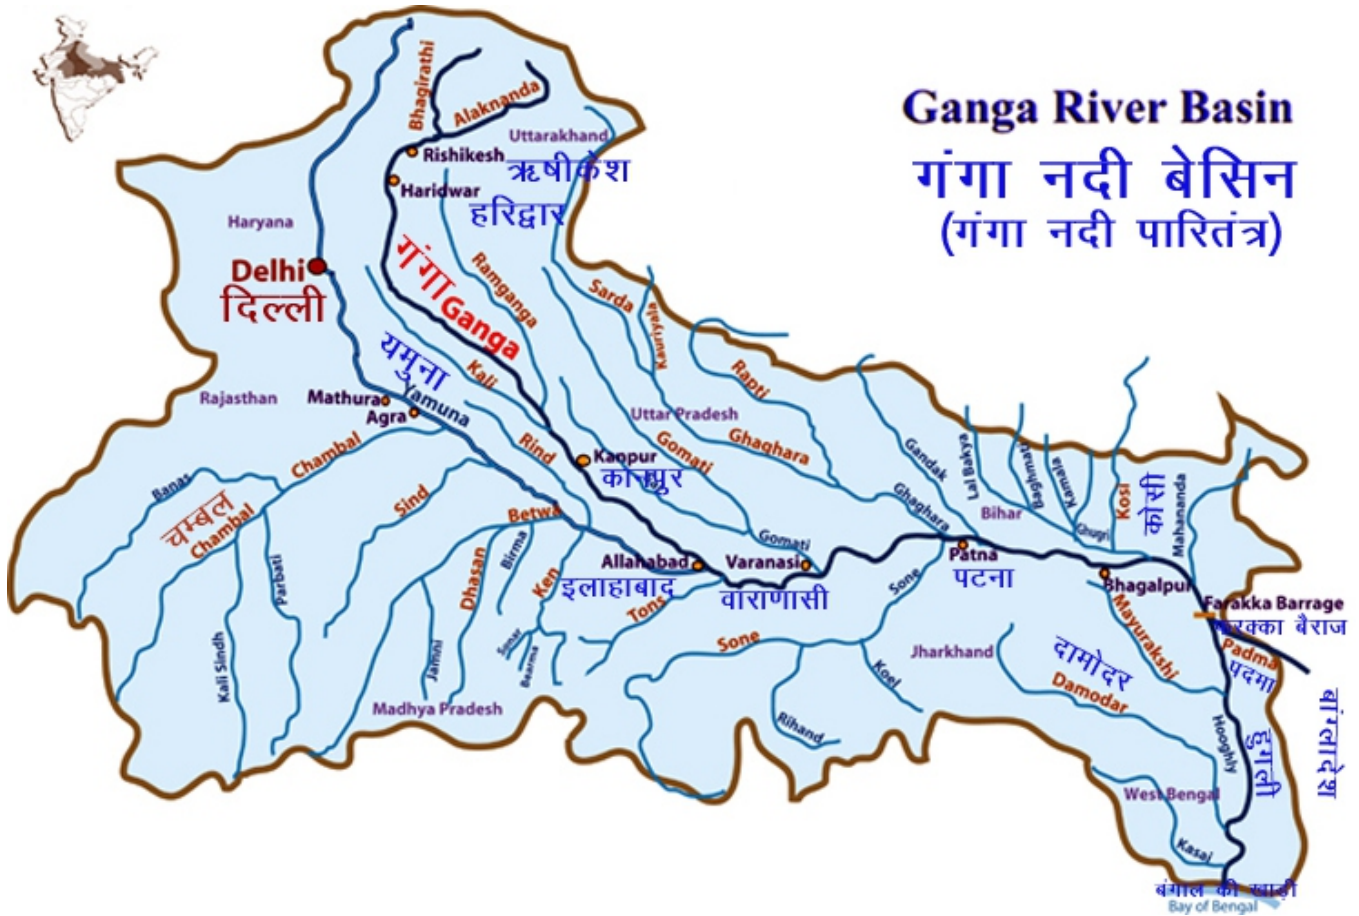 Ganga River Basin
गंगा नदी बेसिन
(गंगा नदी पारितंत्र)
Bhagirathi
Alaknanda
Uttarakhand
Rishikesh
ऋषीकेश
Haridwar
हरिद्वार
Haryana
Delhi
दिल्ली
गंगा
Ganga
Ramganga
Sarda
Kauriyala
Rapti
यमुना
Yamuna
Kali
Rajasthan
Mathura
Agra
Uttar Pradesh
Chambal
Rind
Kanpur
कानपुर
Gomati
Ghaghara
Gandak
Lal Bakya
Baghmati
Kamala
Kosi
कोसी
Mahananda
Banas
चम्बल
Chambal
Sind
Betwa
Ghaghara
Bihar
Parbati
Dhasan
Birma
Ken
Allahabad
इलाहाबाद
Varanasi
वाराणासी
Gomati
Patna
पटना
Bhagalpur
Farakka Barrage
फरक्का बैराज
Tons
Sone
Sone
Mayurakshi
Padma
पदमा
Kali Sindh
Jamni
Sonar
Bearma
Koel
Jharkhand
दामोदर
Damodar
Madhya Pradesh
Rihand
Hooghly
हुगली
बांग्लादेश
West Bengal
Kasai
बंगाल की खाड़ी
Bay of Bengal